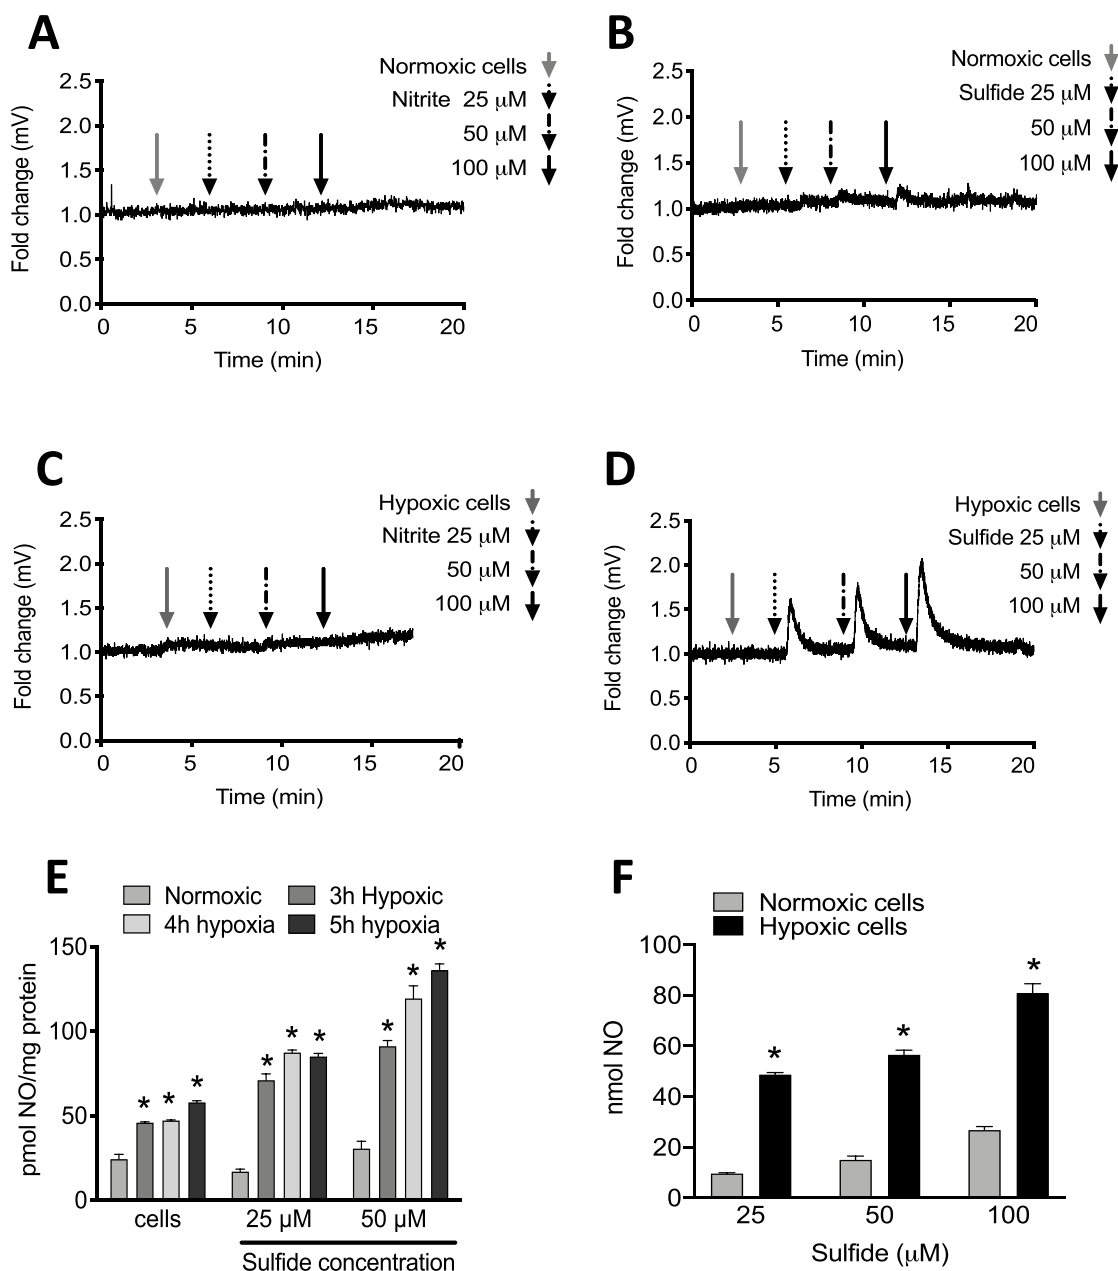 A
Normoxic cells
Nitrite 25 μM
50 μM
100 μM
Fold change (mV)
2.5
2.0
1.5
1.0
0.5
0.0
0 5 10 15 20
Time (min)
B
Normoxic cells
Sulfide 25 μM
50 μM
100 μM
Fold change (mV)
2.5
2.0
1.5
1.0
0.5
0.0
0 5 10 15 20
Time (min)
C
Hypoxic cells
Nitrite 25 μM
50 μM
100 μM
Fold change (mV)
2.5
2.0
1.5
1.0
0.5
0.0
0 5 10 15 20
Time (min)
D
Hypoxic cells
Sulfide 25 μM
50 μM
100 μM
Fold change (mV)
2.5
2.0
1.5
1.0
0.5
0.0
0 5 10 15 20
Time (min)
E
Normoxic 3h Hypoxic
4h hypoxia 5h hypoxia
pmol NO/mg protein
150
100
50
0
* * * * * * * * *
cells 25 μM 50 μM
Sulfide concentration
F
Normoxic cells
Hypoxic cells
nmol NO
100
80
60
40
20
0
* * *
25 50 100
Sulfide (μM)